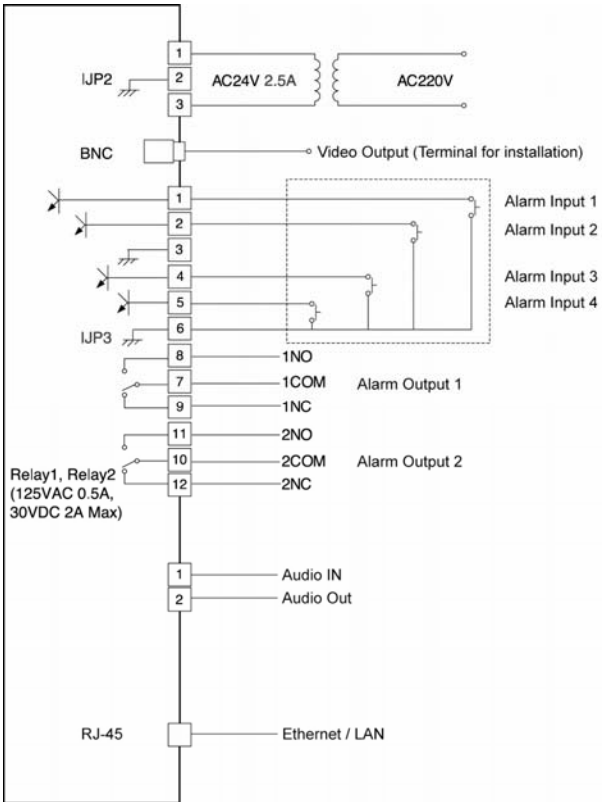 1
IJP2 2 AC24V 2.5A AC220V
3
BNC Video Output (Terminal for installation)
1 Alarm Input 1
2 Alarm Input 2
3
4 Alarm Input 3
5 Alarm Input 4
IJP3 6
8 1NO
7 1COM Alarm Output 1
9 1NC
11 2NO
10 2COM Alarm Output 2
12 2NC
Relay1, Relay2
(125VAC 0.5A,
30VDC 2A Max)
1 Audio IN
2 Audio Out
RJ-45 Ethernet / LAN